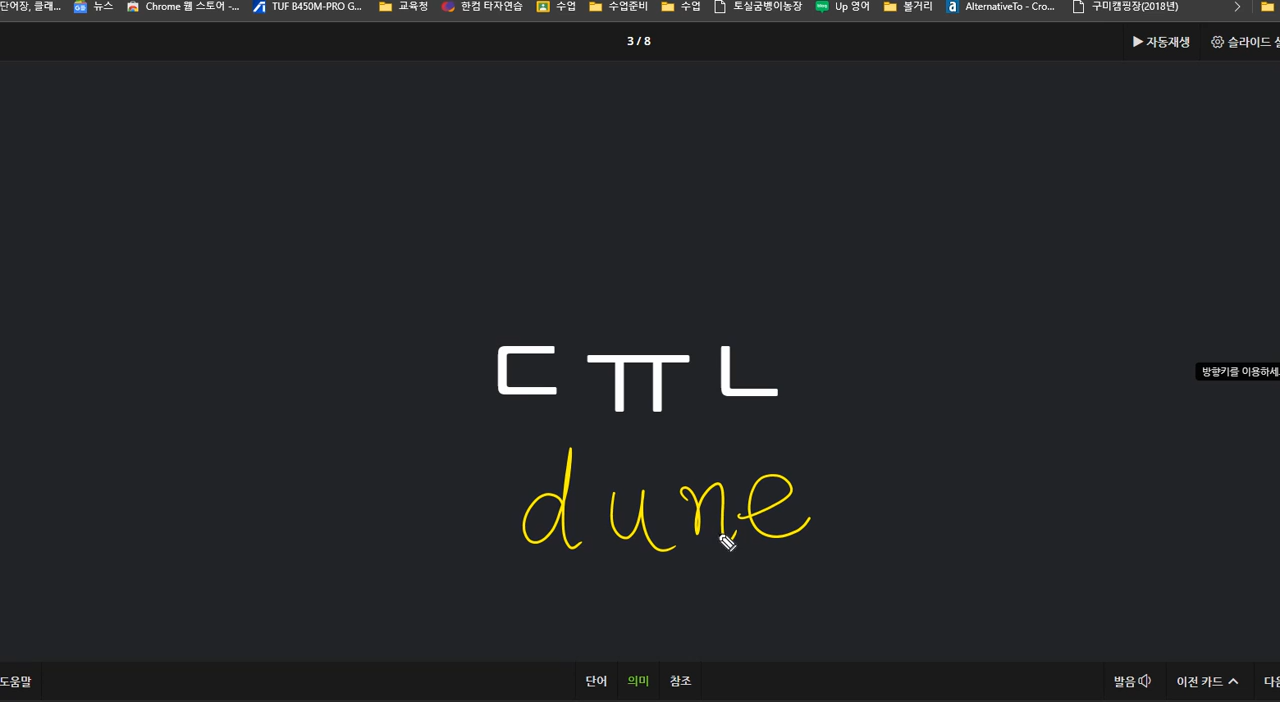 단어장, 클래... 뉴스 Chrome 웹 스토어 -... TUF B450M-PRO G... 교육청 한컴 타자연습 수업 수업준비 수업 토실굼벵이농장 Up 영어 볼거리 AlternativeTo - Cro... 구미캠핑장(2018년)
3 / 8 자동재생 슬라이드
방향키를 이용하세
ㄷ ㅠ ㄴ
dune
도움말 단어 의미 참조 발음 이전 카드